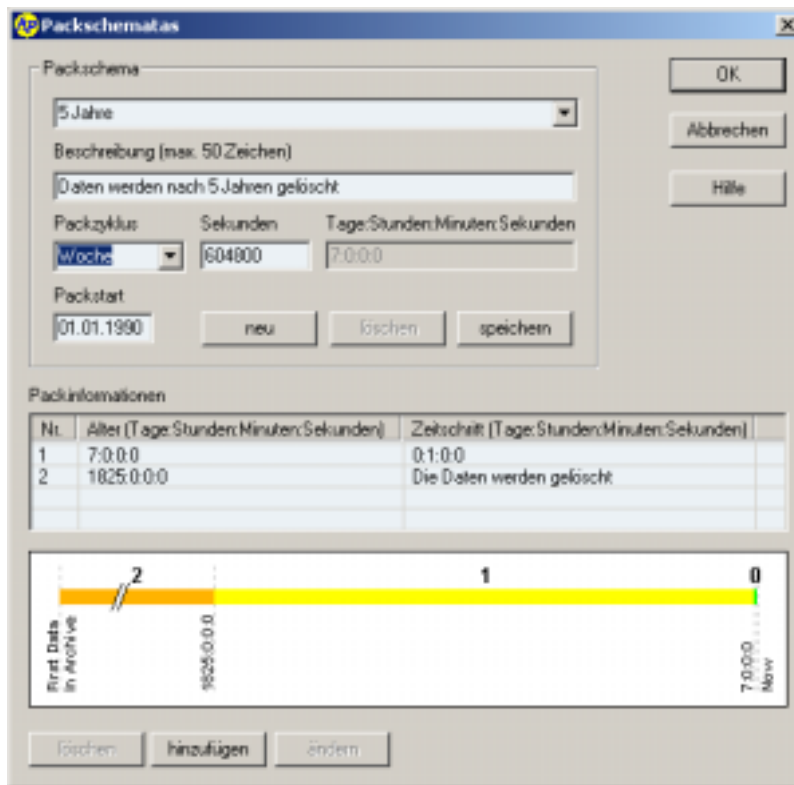 Packschematas
Packschema
5 Jahre
Beschreibung (max. 50 Zeichen)
Daten werden nach 5 Jahren gelöscht
Packzyklus Sekunden Tage:Stunden:Minuten:Sekunden
Woche 604800 7:0:0:0
Packstart
01.01.1990 neu löschen speichern
OK
Abbrechen
Hilfe
Packinformationen
Nr. Alter (Tage:Stunden:Minuten:Sekunden) Zeitschritt (Tage:Stunden:Minuten:Sekunden)
1 7:0:0:0 0:1:0:0
2 1825:0:0:0 Die Daten werden gelöscht
2 1 0
First Data
in Archive
1825:0:0:0
7:0:0:0
Now
löschen hinzufügen ändern